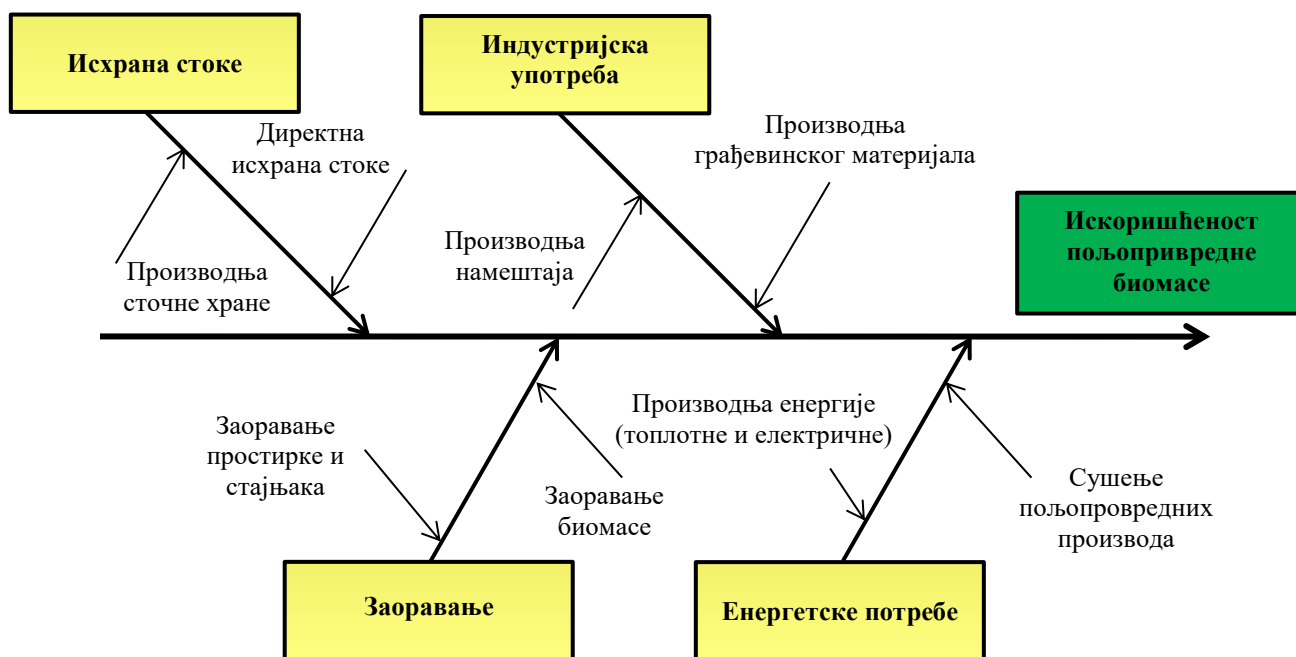 Исхрана стоке
Индустријска
употреба
Директна
исхрана стоке
Производња
грађевинског материјала
Производња
сточне хране
Производња
намештаја
Искоришћеност
пољопривредне
биомасе
Заоравање
простирке и
стајњака
Заоравање
биомасе
Производња енергије
(топлотне и електричне)
Сушење
пољопровредних
производа
Заоравање
Енергетске потребе